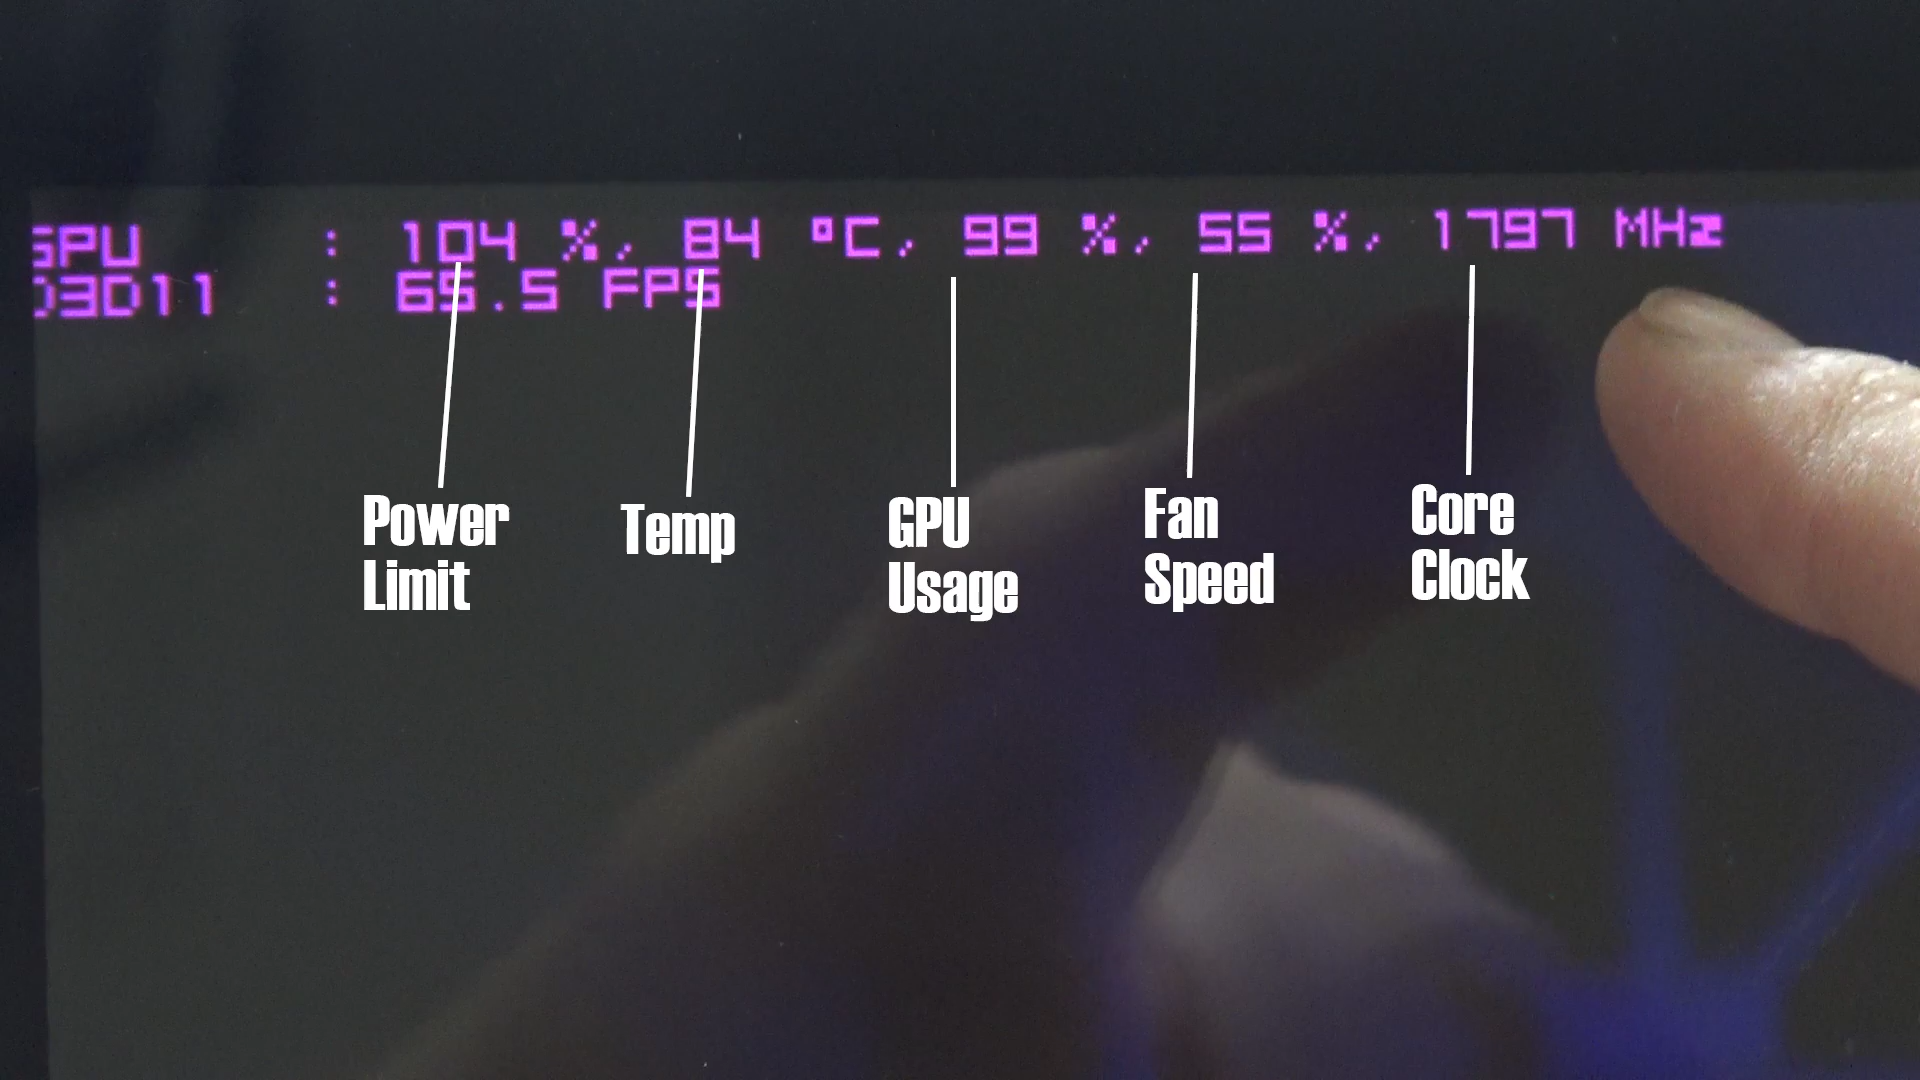 GPU : 104 %, 84 °C, 99 %, 55 %, 1797 MHz
D3D11 : 65.5 FPS
Power Limit
Temp
GPU Usage
Fan Speed
Core Clock